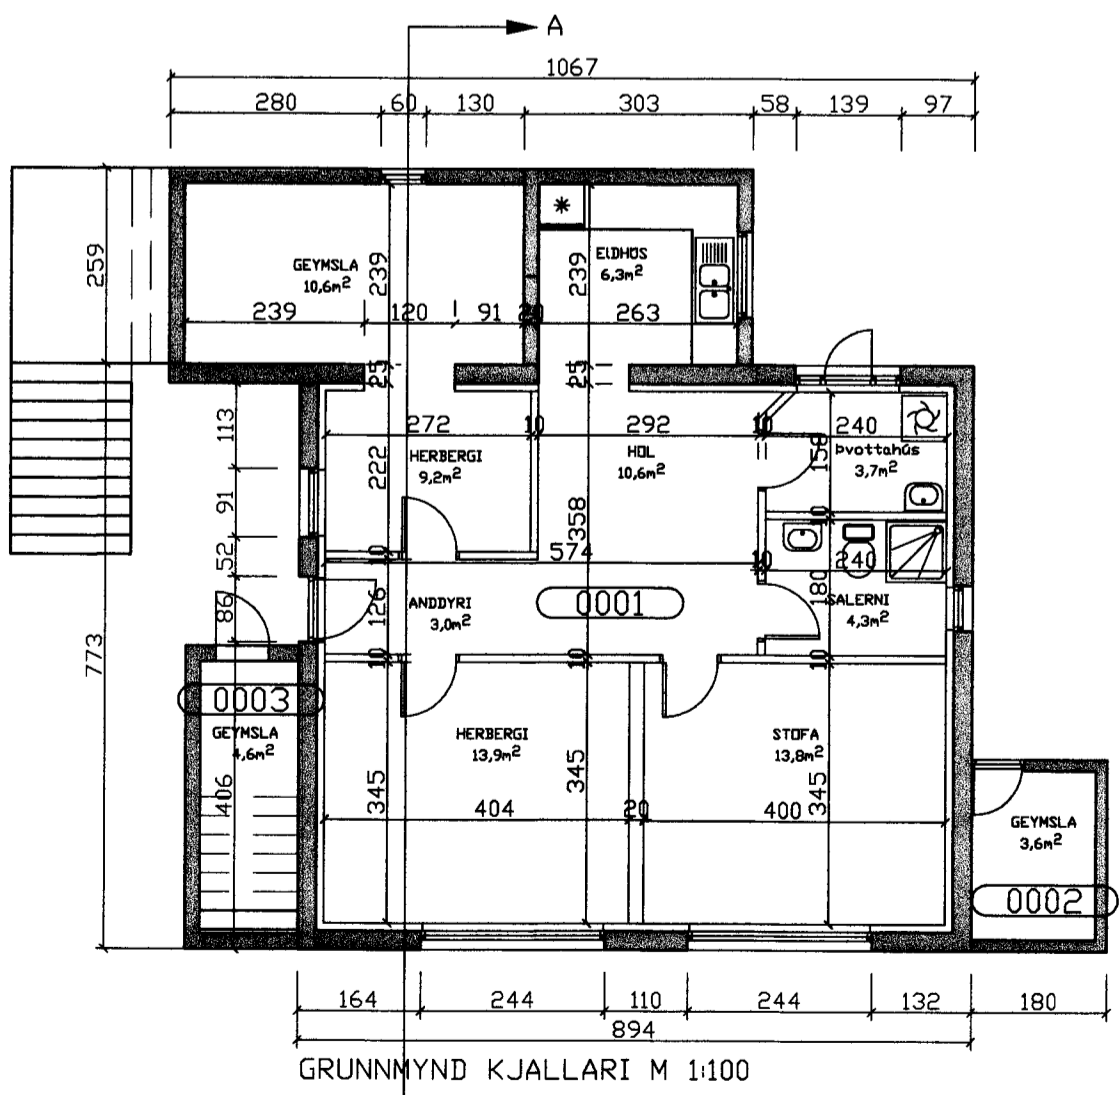 A
1067
280 60 130 303 58 139 97
259
GEYMSLA
10,6m²
239
ElDHÚS
6,3m²
239
239 120 91 20 263
25 25
113
272 10 292 10 240
HERBERGI
9,2m²
222
HOL
10,6m²
358
Þvottahús
3,7m²
158
91
10
10 574 10 240
52
ANDDYRI
3,0m²
126
0001
180
SALERNI
4,3m²
86
10 10 10
773
0003
GEYMSLA
4,6m²
406
HERBERGI
13,9m²
STOFA
13,8m²
345 345 345
404 20 400
GEYMSLA
3,6m²
0002
164 244 110 244 132 180
894
GRUNNMYND KJALLARI M 1:100